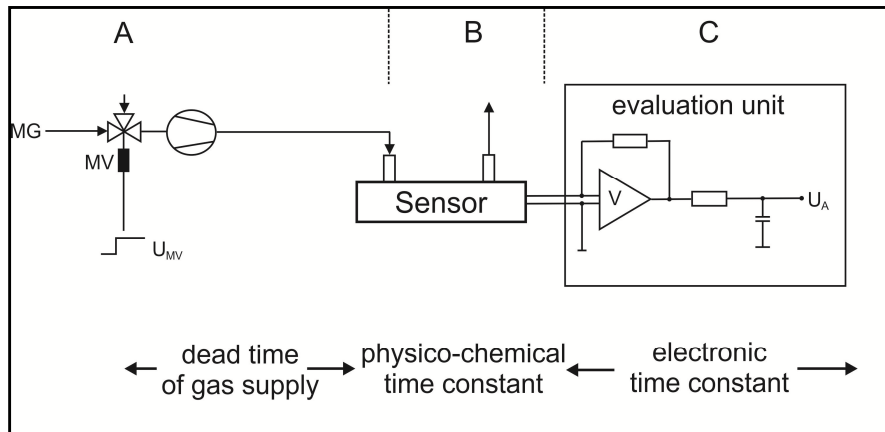 A
B
C
evaluation unit
MG
MV
Sensor
V
U_A
U_MV
dead time
of gas supply
physico-chemical
time constant
electronic
time constant